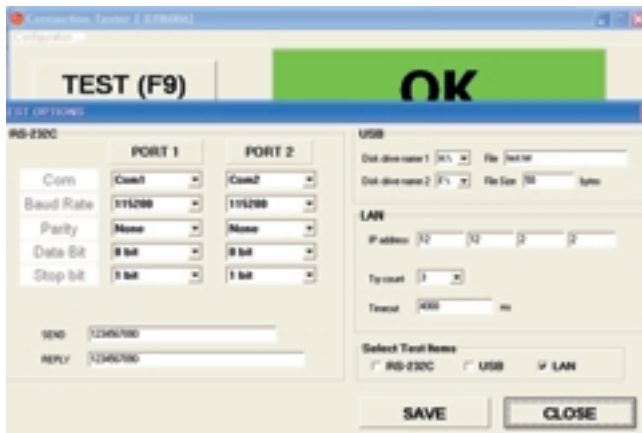 Connection Tester
Configuration
TEST (F9)
OK
TEST OPTIONS
RS-232C
PORT 1 PORT 2
Com Com1 Com2
Baud Rate 115200 115200
Parity None None
Data Bit 8 bit 8 bit
Stop bit 1 bit 1 bit
SEND 1234567890
REPLY 1234567890
USB
Disk drive name 1 File
Disk drive name 2 File Size bytes
LAN
IP address 12 12 2 2
Try count 3
Timeout 4000 ms
Select Test Items
RS-232C USB LAN
SAVE CLOSE